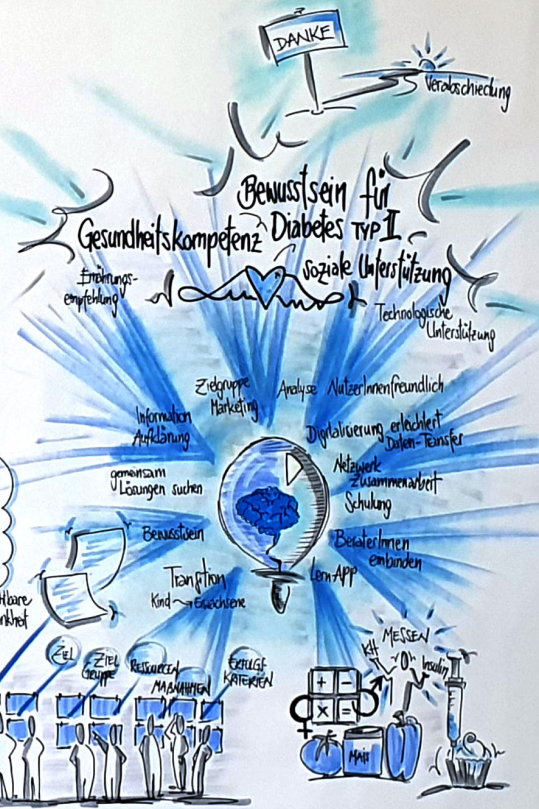 DANKE
Verabschiedung
Bewusstsein für
Gesundheitskompetenz Diabetes TYP II
soziale Unterstützung
Ernährungs-
empfehlung
Technologische
Unterstützung
Zielgruppe
Marketing
Analyse
NutzerInnenfreundlich
Information
Aufklärung
Digitalisierung erleichtert
Daten-Transfer
gemeinsam
Lösungen suchen
Netzwerk
Zusammenarbeit
Schulung
Bewusstsein
BeraterInnen
einbinden
Transition
Kind → Erwachsene
Lern-App
ZIEL
ZIEL
GRUPPE
RESSOURCEN
MAẞNAHMEN
ERFOLGS
KRITERIEN
MESSEN
KH
Insulin
+ -
× =
MAIS